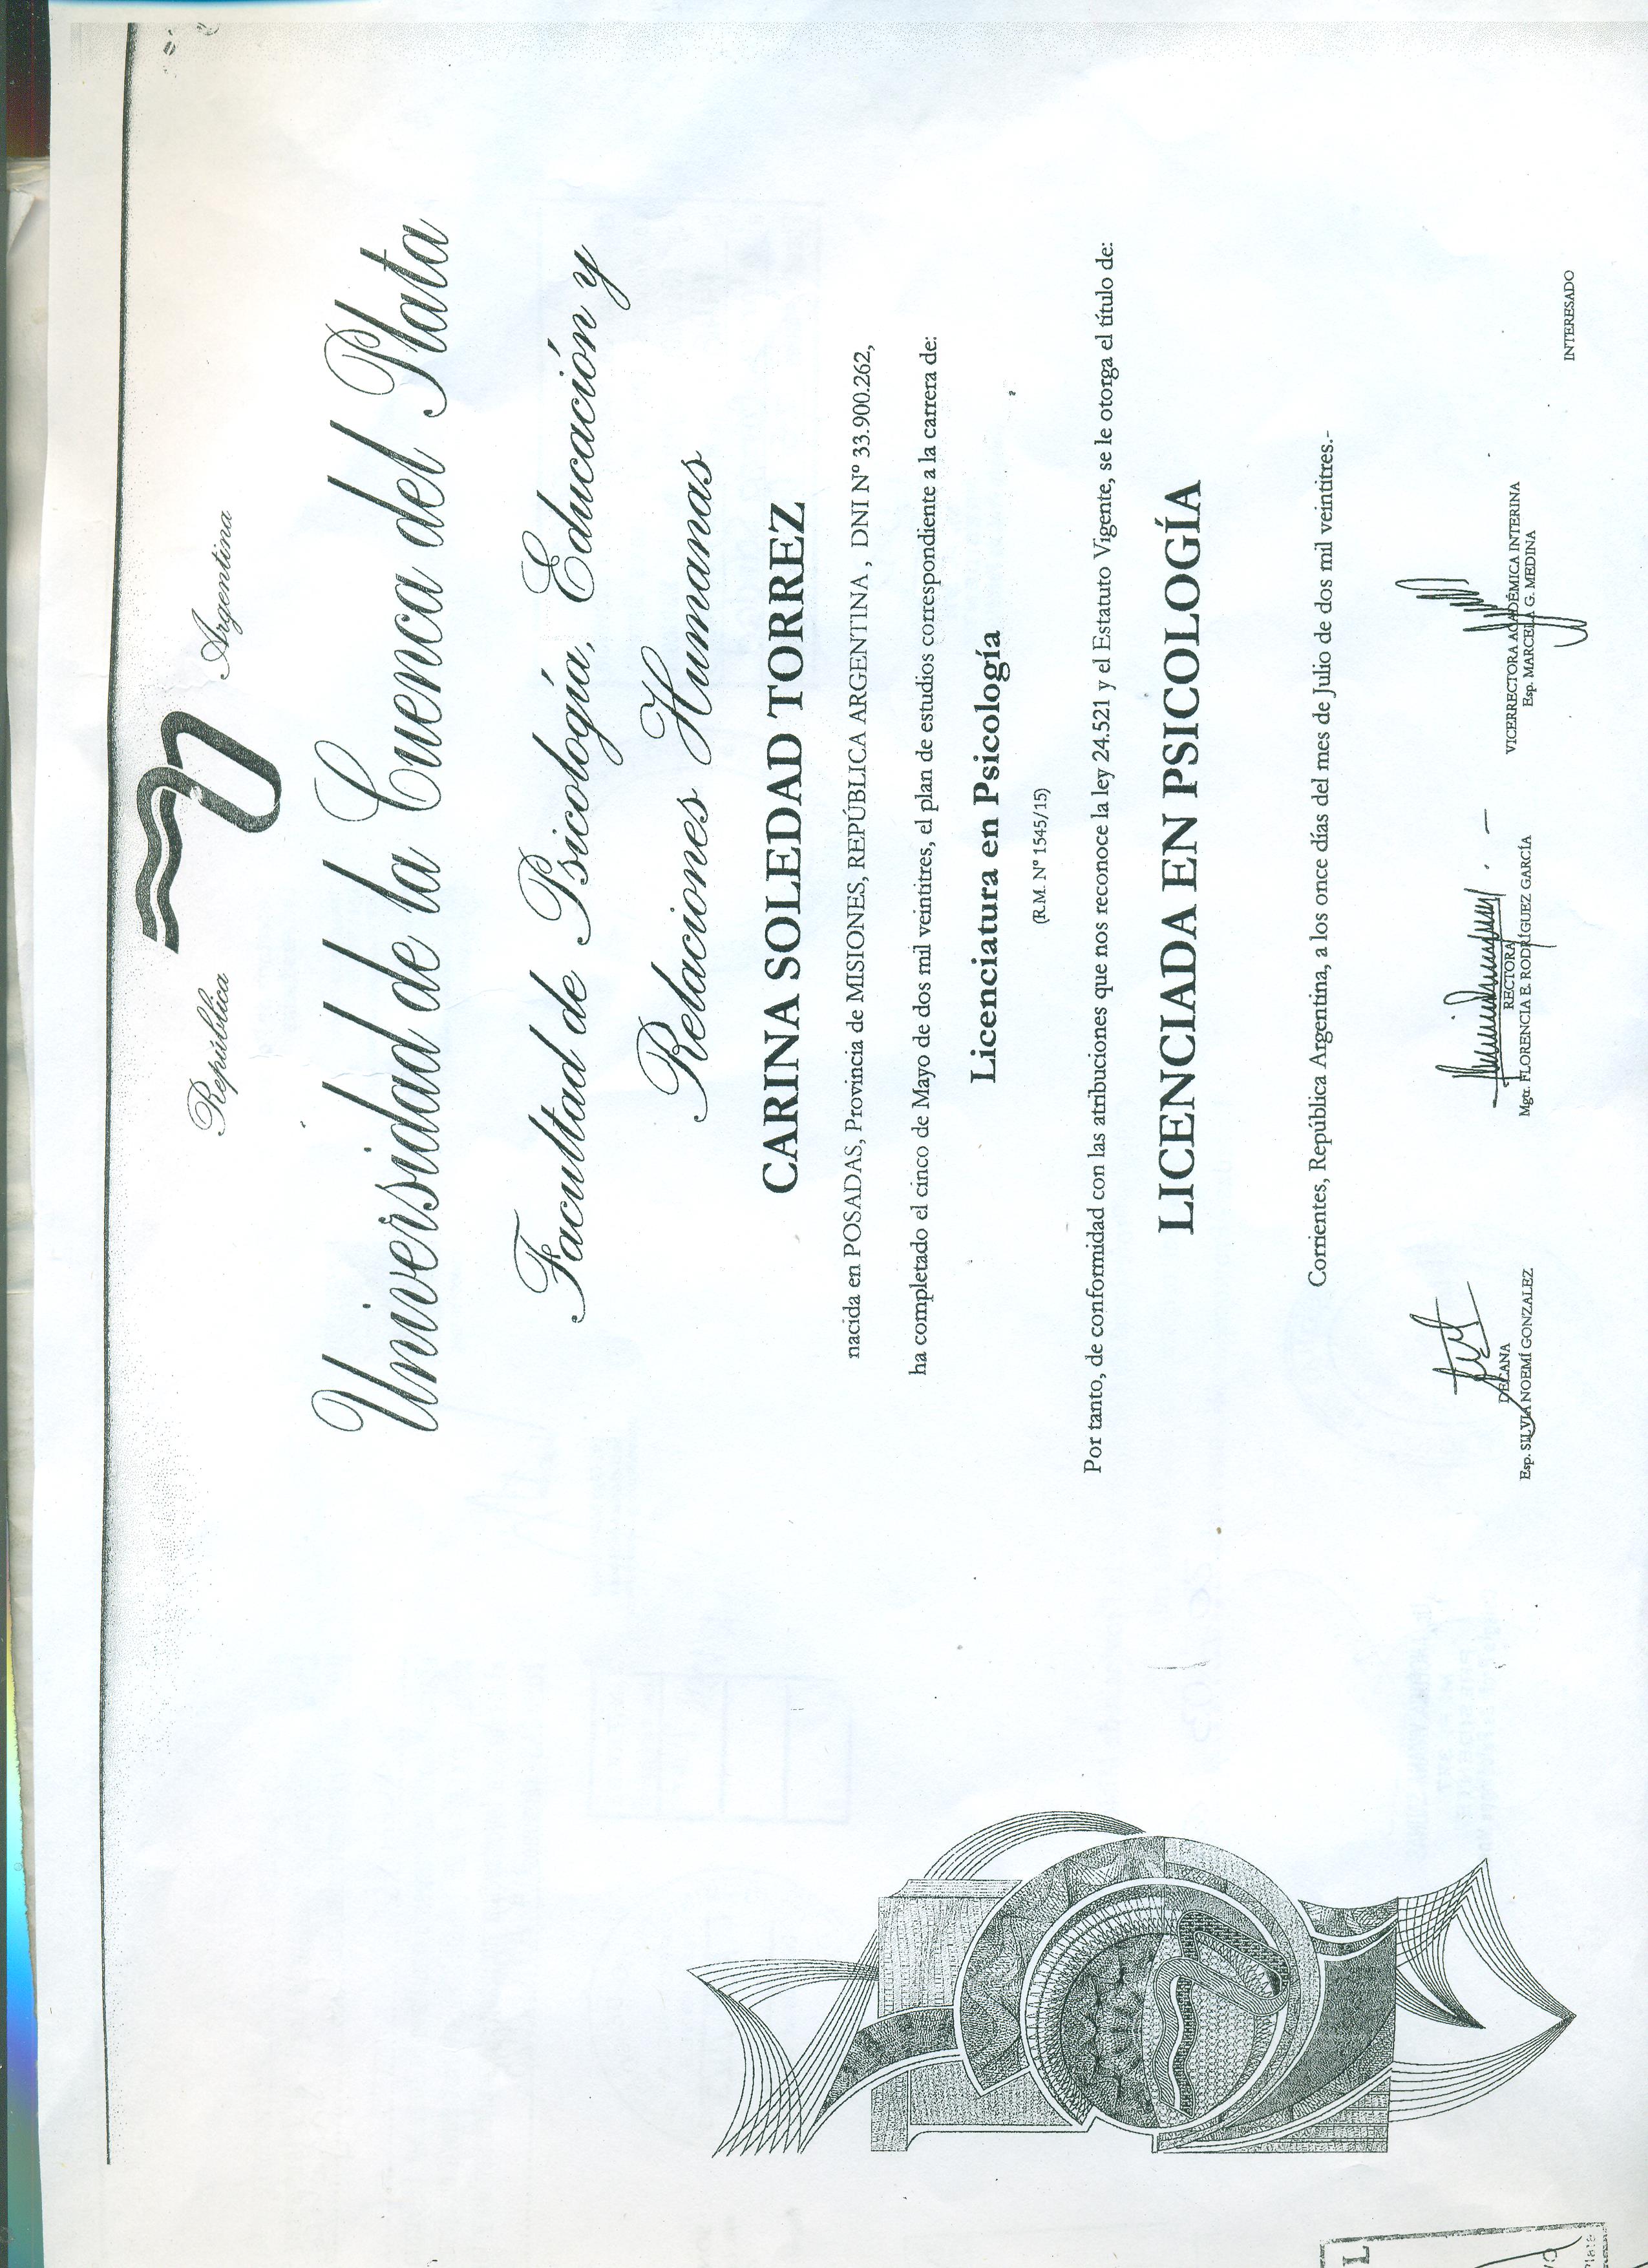 República Argentina
Universidad de la Cuenca del Plata
Facultad de Psicología, Educación y
Relaciones Humanas
CARINA SOLEDAD TORREZ
nacida en POSADAS, Provincia de MISIONES, REPÚBLICA ARGENTINA , DNI Nº 33.900.262,
ha completado el cinco de Mayo de dos mil veintitres, el plan de estudios correspondiente a la carrera de:
Licenciatura en Psicología
(R.M. Nº 1545/15)
Por tanto, de conformidad con las atribuciones que nos reconoce la ley 24.521 y el Estatuto Vigente, se le otorga el título de:
LICENCIADA EN PSICOLOGÍA
Corrientes, República Argentina, a los once días del mes de Julio de dos mil veintitres.-
DECANA
Esp. SILVIA NOEMÍ GONZALEZ
RECTORA
Mgtr. FLORENCIA E. RODRÍGUEZ GARCÍA
VICERRECTORA ACADÉMICA INTERINA
Esp. MARCELA G. MEDINA
INTERESADO